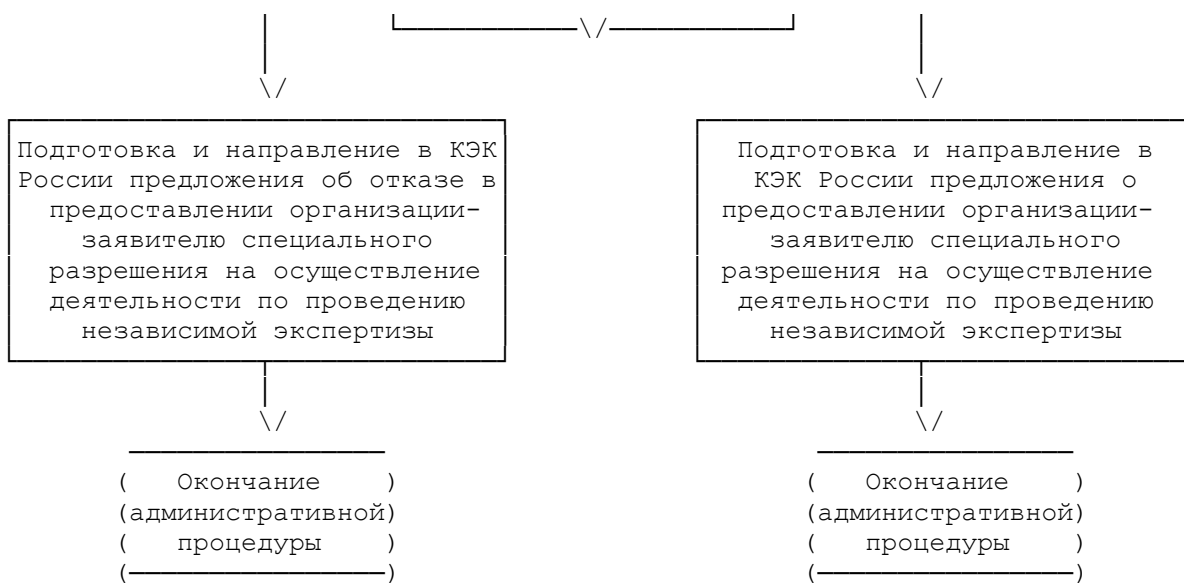 Подготовка и направление в КЭК
России предложения об отказе в
предоставлении организации-
заявителю специального
разрешения на осуществление
деятельности по проведению
независимой экспертизы
Подготовка и направление в
КЭК России предложения о
предоставлении организации-
заявителю специального
разрешения на осуществление
деятельности по проведению
независимой экспертизы
Окончание
административной
процедуры
Окончание
административной
процедуры